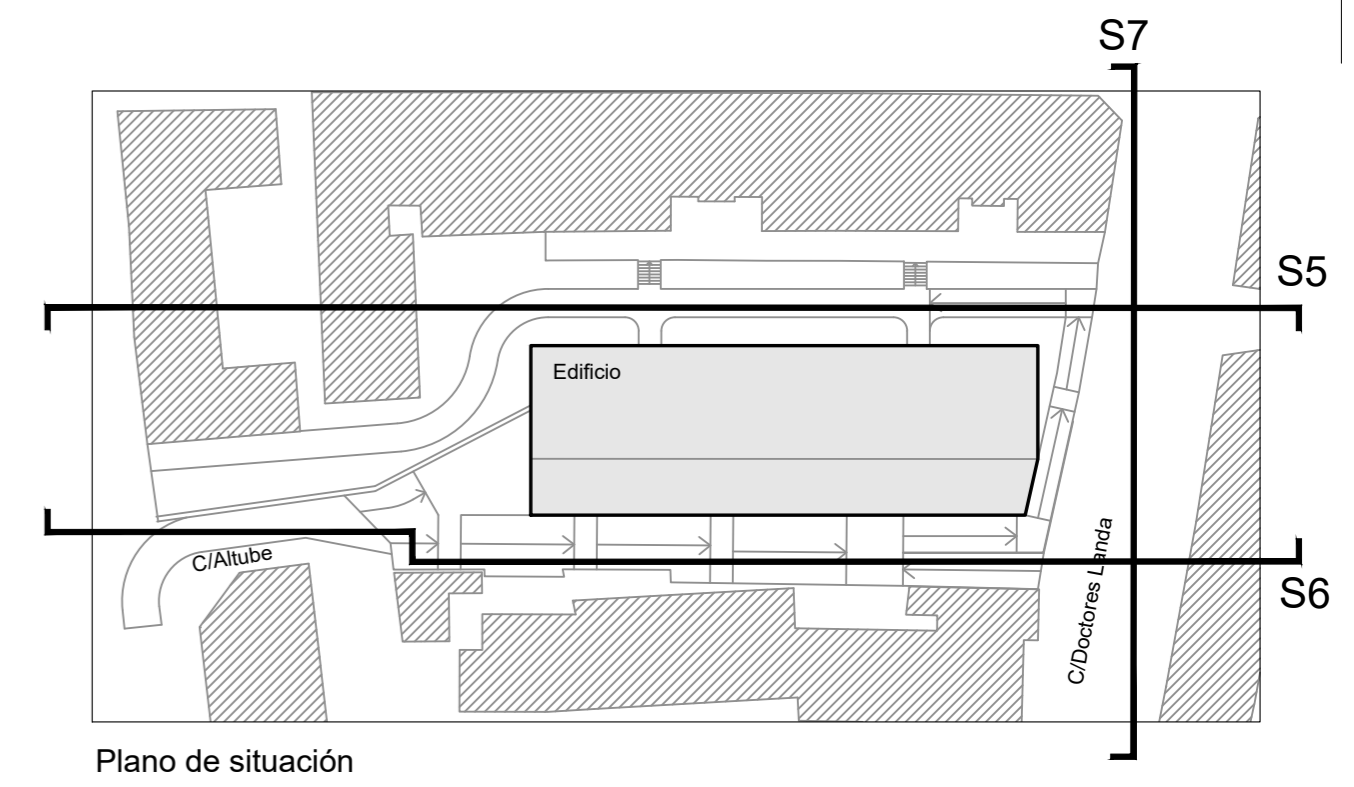 S7
S5
Edificio
C/Altube
C/Doctores Landa
S6
Plano de situación